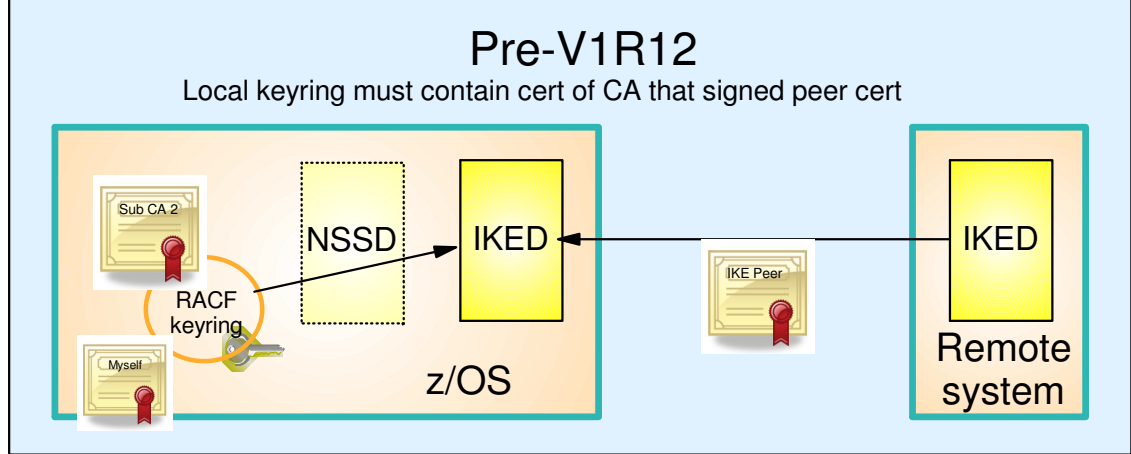 Pre-V1R12
Local keyring must contain cert of CA that signed peer cert
Sub CA 2
NSSD
IKED
IKED
IKE Peer
RACF
keyring
Myself
z/OS
Remote
system